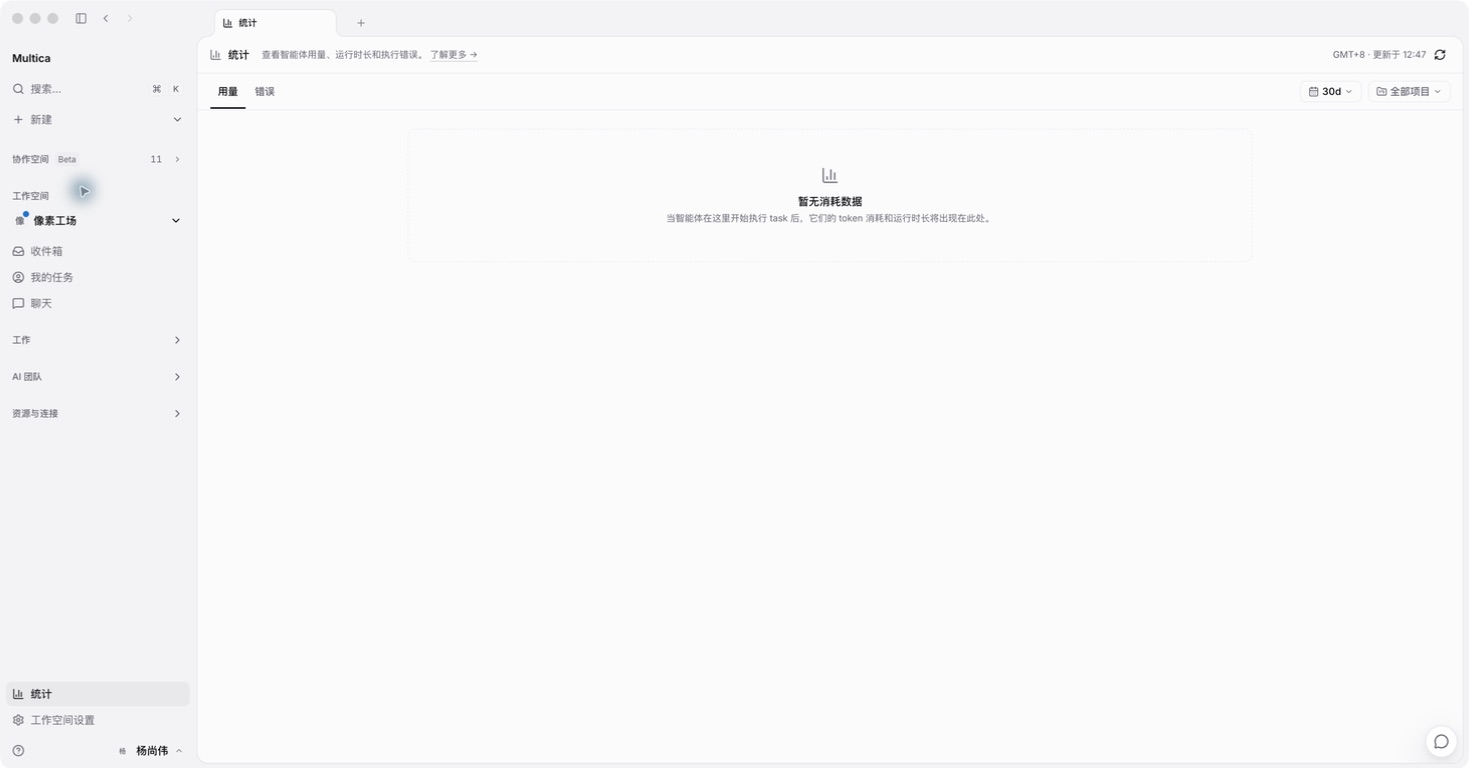 统计
Multica
搜索... ⌘ K
新建
协作空间 Beta 11
工作空间
像 像素工场
收件箱
我的任务
聊天
工作
AI 团队
资源与连接
统计
工作空间设置
杨 杨尚伟
统计 查看智能体用量、运行时长和执行错误。 了解更多 → GMT+8 · 更新于 12:47
用量 错误 30d 全部项目
暂无消耗数据
当智能体在这里开始执行 task 后，它们的 token 消耗和运行时长将出现在此处。